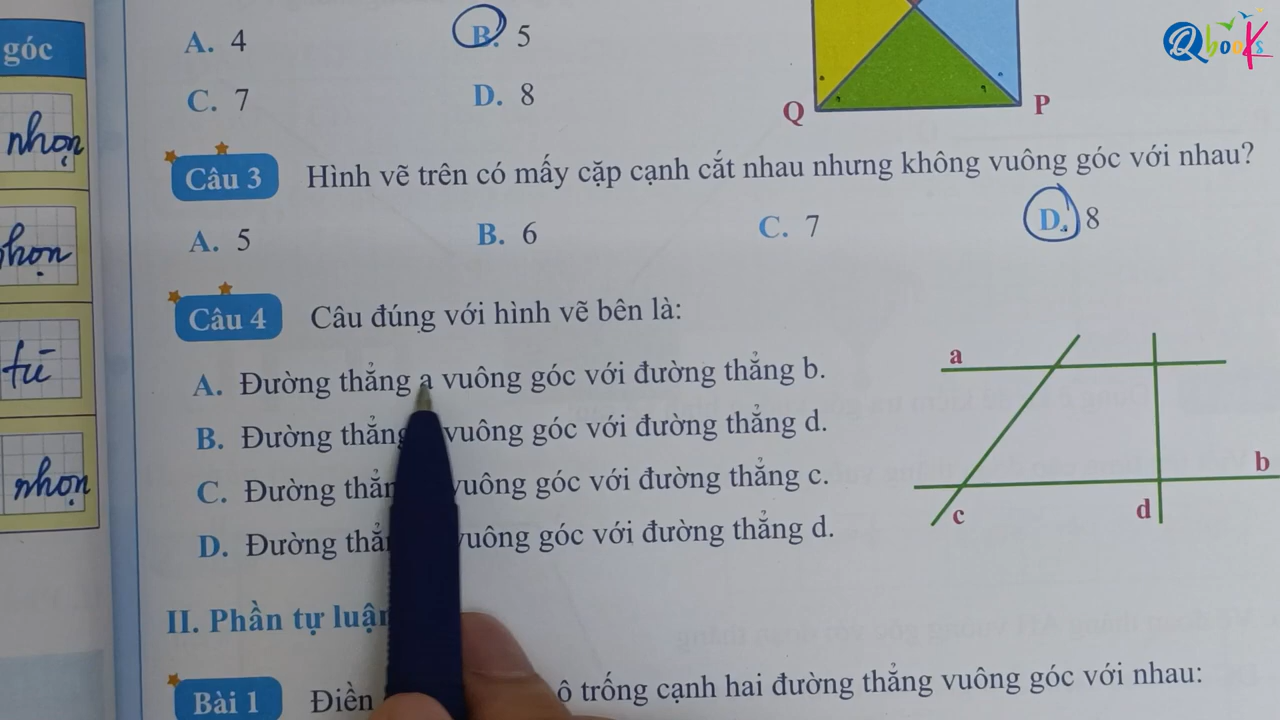 Qbooks
góc
nhọn
nhọn
tù
nhọn
A. 4
B. 5
C. 7
D. 8
Q
P
Câu 3 Hình vẽ trên có mấy cặp cạnh cắt nhau nhưng không vuông góc với nhau?
A. 5 B. 6 C. 7 D. 8
Câu 4 Câu đúng với hình vẽ bên là:
A. Đường thẳng a vuông góc với đường thẳng b.
B. Đường thẳng vuông góc với đường thẳng d.
C. Đường vuông góc với đường thẳng c.
D. Đường vuông góc với đường thẳng d.
a
b
c
d
II. Phần tự luận
Bài 1 Điền ô trống cạnh hai đường thẳng vuông góc với nhau: